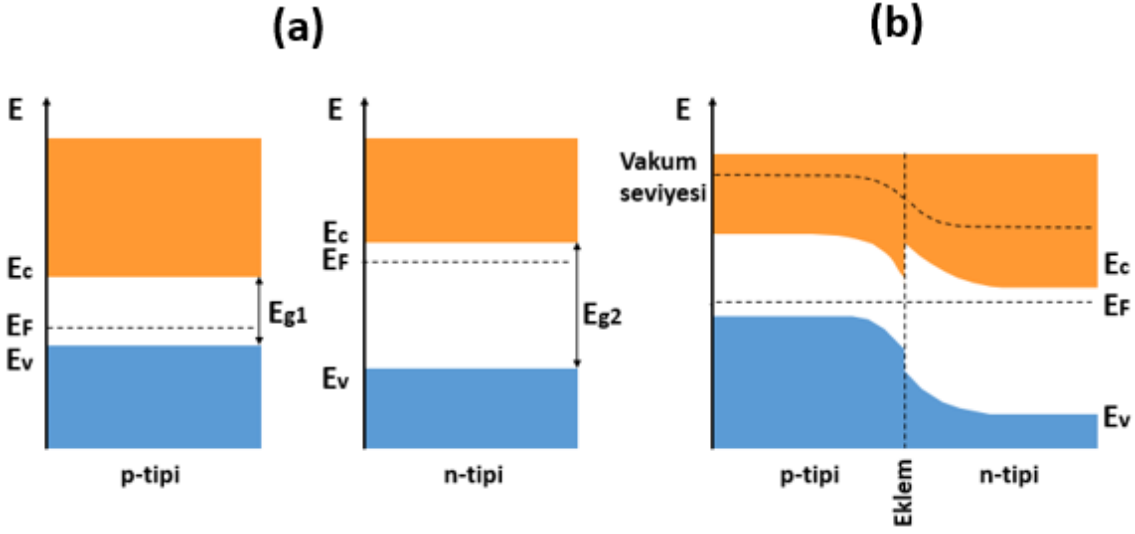 (a)
(b)
E
Ec
EF
Ev
Eg1
p-tipi
E
Ec
EF
Ev
Eg2
n-tipi
E
Vakum
seviyesi
Ec
EF
Ev
p-tipi
Eklem
n-tipi